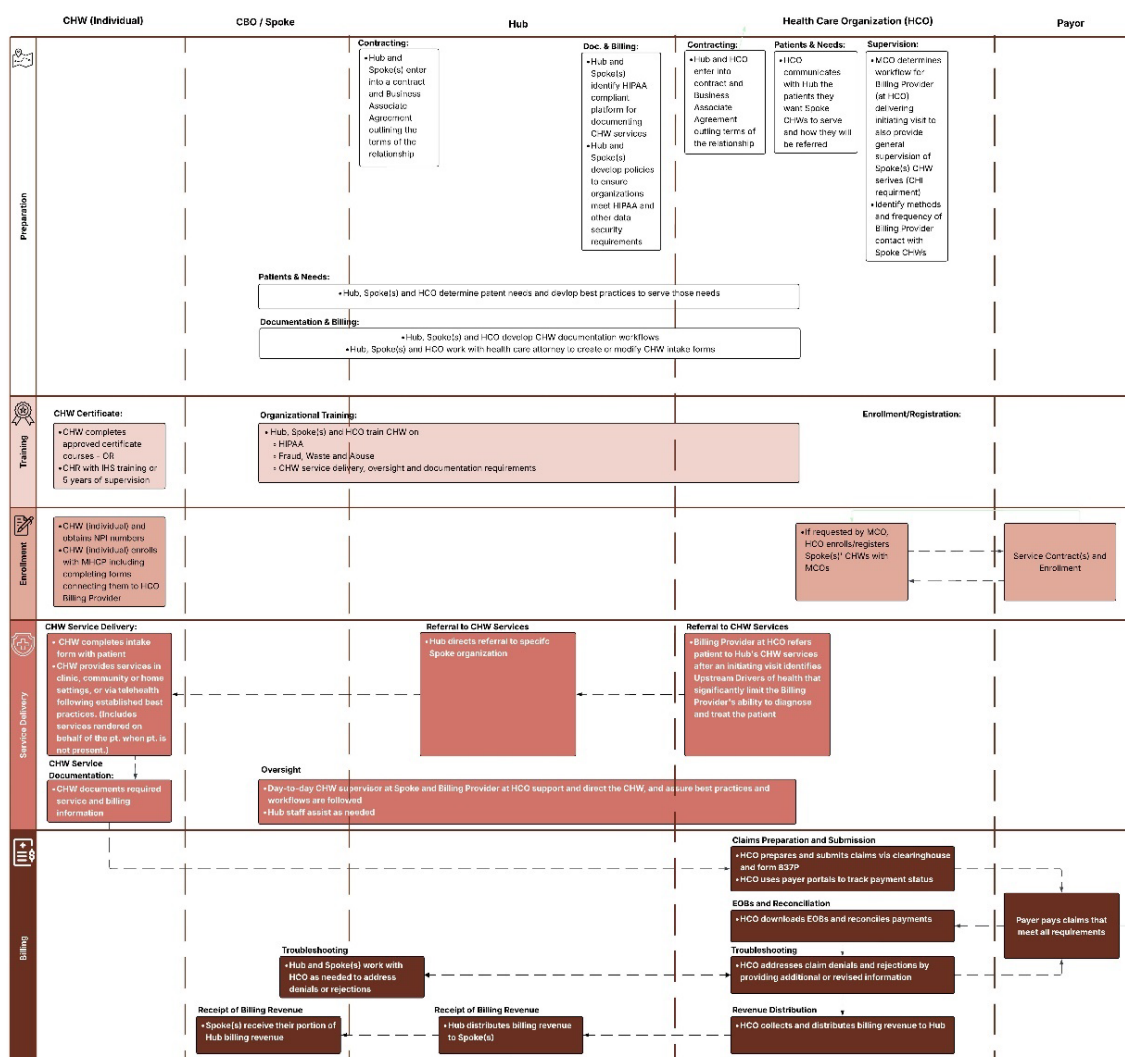 CHW (Individual)
CBO / Spoke
Hub
Health Care Organization (HCO)
Payor
Preparation
Contracting:
•Hub and
Spoke(s) enter
into a contract
and Business
Associate
Agreement
outlining the
terms of the
relationship
Doc. & Billing:
•Hub and
Spoke(s)
identify HIPAA
compliant
platform for
documenting
CHW services
•Hub and
Spoke(s)
develop policies
to ensure
organizations
meet HIPAA and
other data
security
requirements
Contracting:
•Hub and HCO
enter into
contract and
Business
Associate
Agreement
outling terms of
the relationship
Patients & Needs:
•HCO
communicates
with Hub the
patients they
want Spoke
CHWs to serve
and how they will
be referred
Supervision:
•MCO determines
workflow for
Billing Provider
(at HCO)
delivering
initiating visit to
also provide
general
supervision of
Spoke(s) CHW
serives (CHI
requirment)
•Identify methods
and frequency of
Billing Provider
contact with
Spoke CHWs
Patients & Needs:
•Hub, Spoke(s) and HCO determine patent needs and devlop best practices to serve those needs
Documentation & Billing:
•Hub, Spoke(s) and HCO develop CHW documentation workflows
•Hub, Spoke(s) and HCO work with health care attorney to create or modify CHW intake forms
Training
CHW Certificate:
•CHW completes
approved certificate
courses - OR
•CHR with IHS training or
5 years of supervision
Organizational Training:
•Hub, Spoke(s) and HCO train CHW on
◦HIPAA
◦Fraud, Waste and Abuse
◦CHW service delivery, oversight and documentation requirements
Enrollment/Registration:
Enrollment
•CHW (individual) and
obtains NPI numbers
•CHW (individual) enrolls
with MHCP including
completing forms
connecting them to HCO
Billing Provider
•If requested by MCO,
HCO enrolls/registers
Spoke(s)' CHWs with
MCOs
Service Contract(s) and
Enrollment
Service Delivery
CHW Service Delivery:
•CHW completes intake
form with patient
•CHW provides services in
clinic, community or home
settings, or via telehealth
following established best
practices. (Includes
services rendered on
behalf of the pt. when pt. is
not present.)
Referral to CHW Services
•Hub directs referral to specifc
Spoke organization
Referral to CHW Services
•Billing Provider at HCO refers
patient to Hub's CHW services
after an initiating visit identifies
Upstream Drivers of health that
significantly limit the Billing
Provider's ability to diagnose
and treat the patient
CHW Service
Documentation:
•CHW documents required
service and billing
information
Oversight
•Day-to-day CHW supervisor at Spoke and Billing Provider at HCO support and direct the CHW, and assure best practices and
workflows are followed
•Hub staff assist as needed
Billing
Claims Preparation and Submission
•HCO prepares and submits claims via clearinghouse
and form 837P
•HCO uses payer portals to track payment status
EOBs and Reconciliation
•HCO downloads EOBs and reconciles payments
Payer pays claims that
meet all requirements
Troubleshooting
•Hub and Spoke(s) work with
HCO as needed to address
denials or rejections
Troubleshooting
•HCO addresses claim denials and rejections by
providing additional or revised information
Receipt of Billing Revenue
•Spoke(s) receive their portion of
Hub billing revenue
Receipt of Billing Revenue
•Hub distributes billing revenue
to Spoke(s)
Revenue Distribution
•HCO collects and distributes billing revenue to Hub